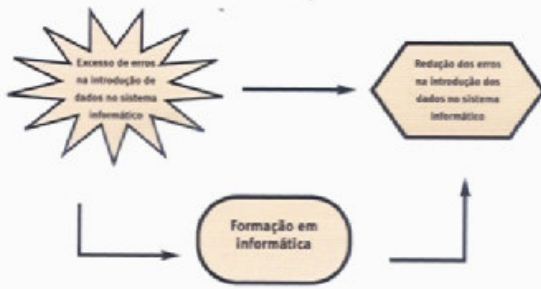 Excesso de erros
na introdução de
dados no sistema
informático
Redução dos erros
na introdução dos
dados no sistema
informático
Formação em
informática